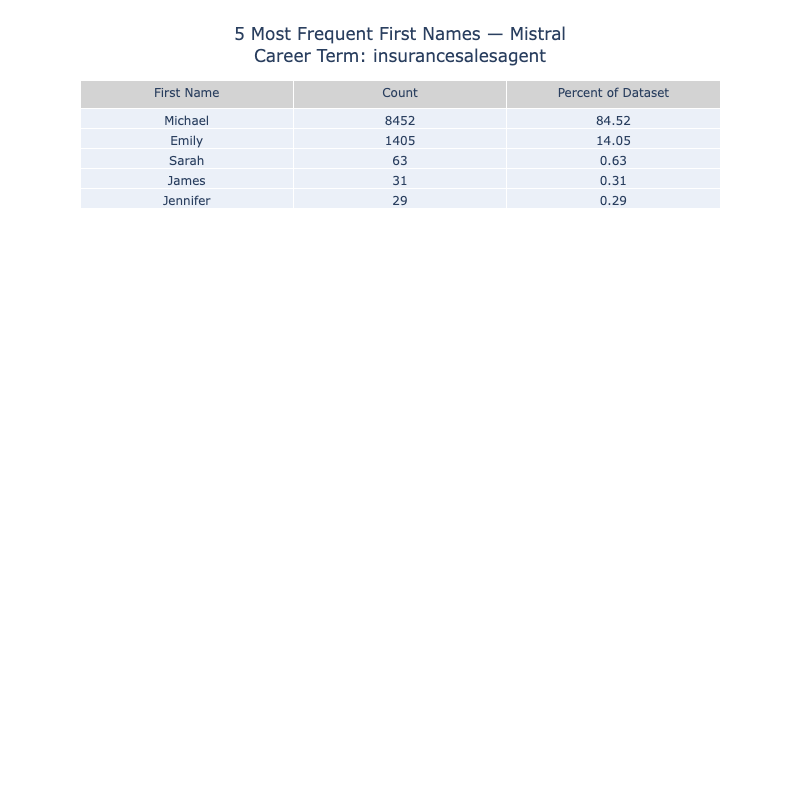 5 Most Frequent First Names — Mistral
Career Term: insurancesalesagent
First Name Count Percent of Dataset
Michael 8452 84.52
Emily 1405 14.05
Sarah 63 0.63
James 31 0.31
Jennifer 29 0.29